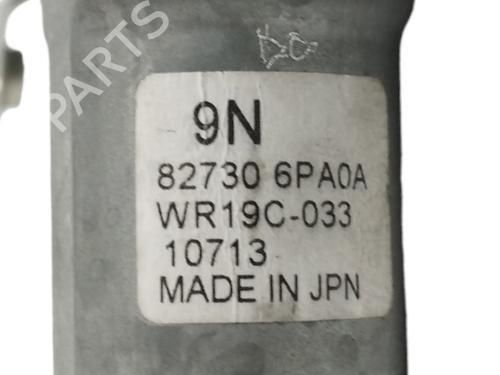 PARTS
9N
82730 6PA0A
WR19C-033
10713
MADE IN JPN